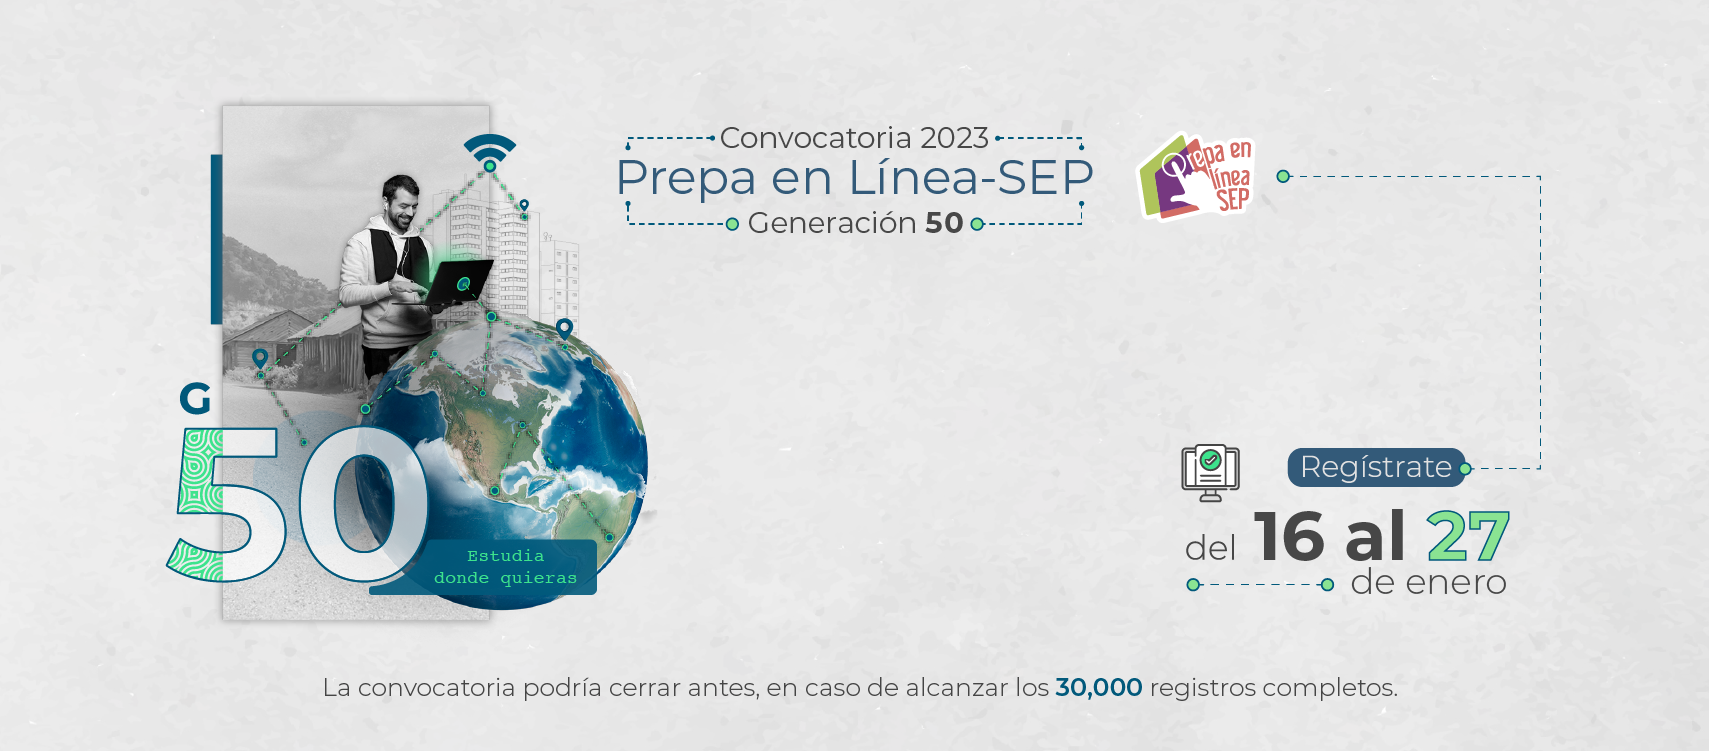 Convocatoria 2023
Prepa en Línea-SEP
Generación 50
Prepa en
línea
SEP
G
50
Estudia
donde quieras
Regístrate
del 16 al 27
de enero
La convocatoria podría cerrar antes, en caso de alcanzar los 30,000 registros completos.